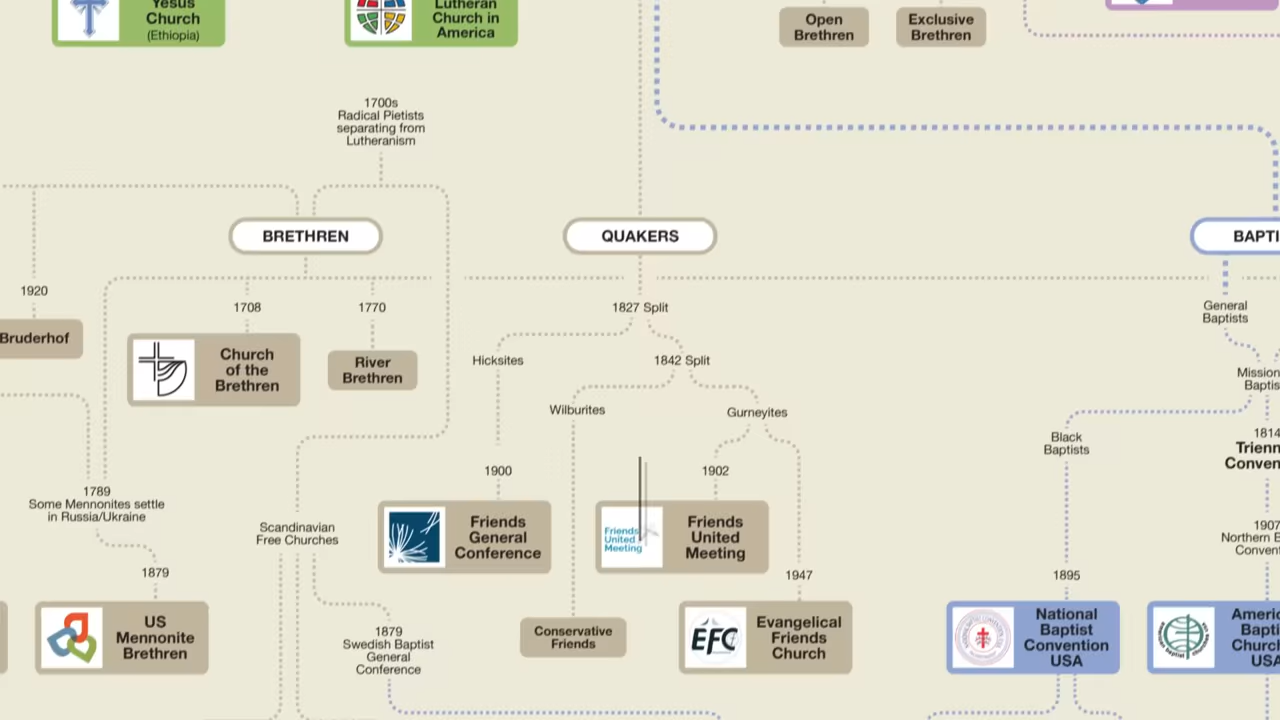 Yesus
Church
(Ethiopia)
Lutheran
Church in
America
Open
Brethren
Exclusive
Brethren
1700s
Radical Pietists
separating from
Lutheranism
BRETHREN
QUAKERS
BAPTI
1920
Bruderhof
1708
Church
of the
Brethren
1770
River
Brethren
1827 Split
Hicksites
1842 Split
Wilburites
Gurneyites
General
Baptists
Mission
Baptis
Black
Baptists
1814
Trienn
Conven
1789
Some Mennonites settle
in Russia/Ukraine
Scandinavian
Free Churches
1900
Friends
General
Conference
1902
Friends
United
Meeting
Friends
United
Meeting
1907
Northern B
Convent
1879
US
Mennonite
Brethren
1879
Swedish Baptist
General
Conference
Conservative
Friends
1947
EFC
Evangelical
Friends
Church
1895
National
Baptist
Convention
USA
Americ
Bapti
Church
USA